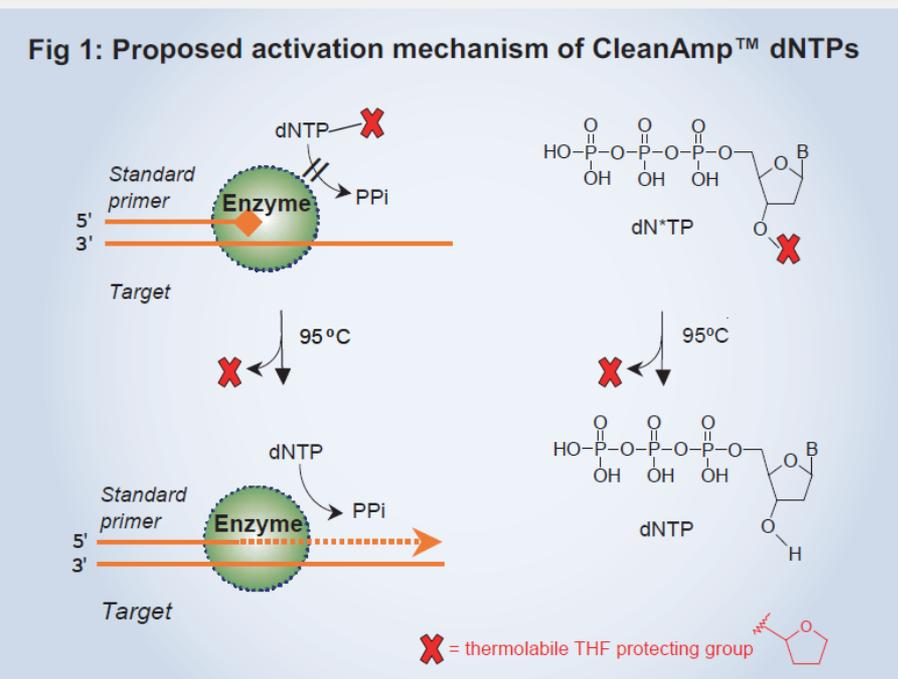 Fig 1: Proposed activation mechanism of CleanAmp™ dNTPs
dNTP
Standard
primer
Enzyme
PPi
5'
3'
Target
95ºC
dNTP
Standard
primer
Enzyme
PPi
5'
3'
Target
O O O
HO–P–O–P–O–P–O
OH OH OH
O B
O
dN*TP
95ºC
O O O
HO–P–O–P–O–P–O
OH OH OH
O B
O
H
dNTP
= thermolabile THF protecting group
O